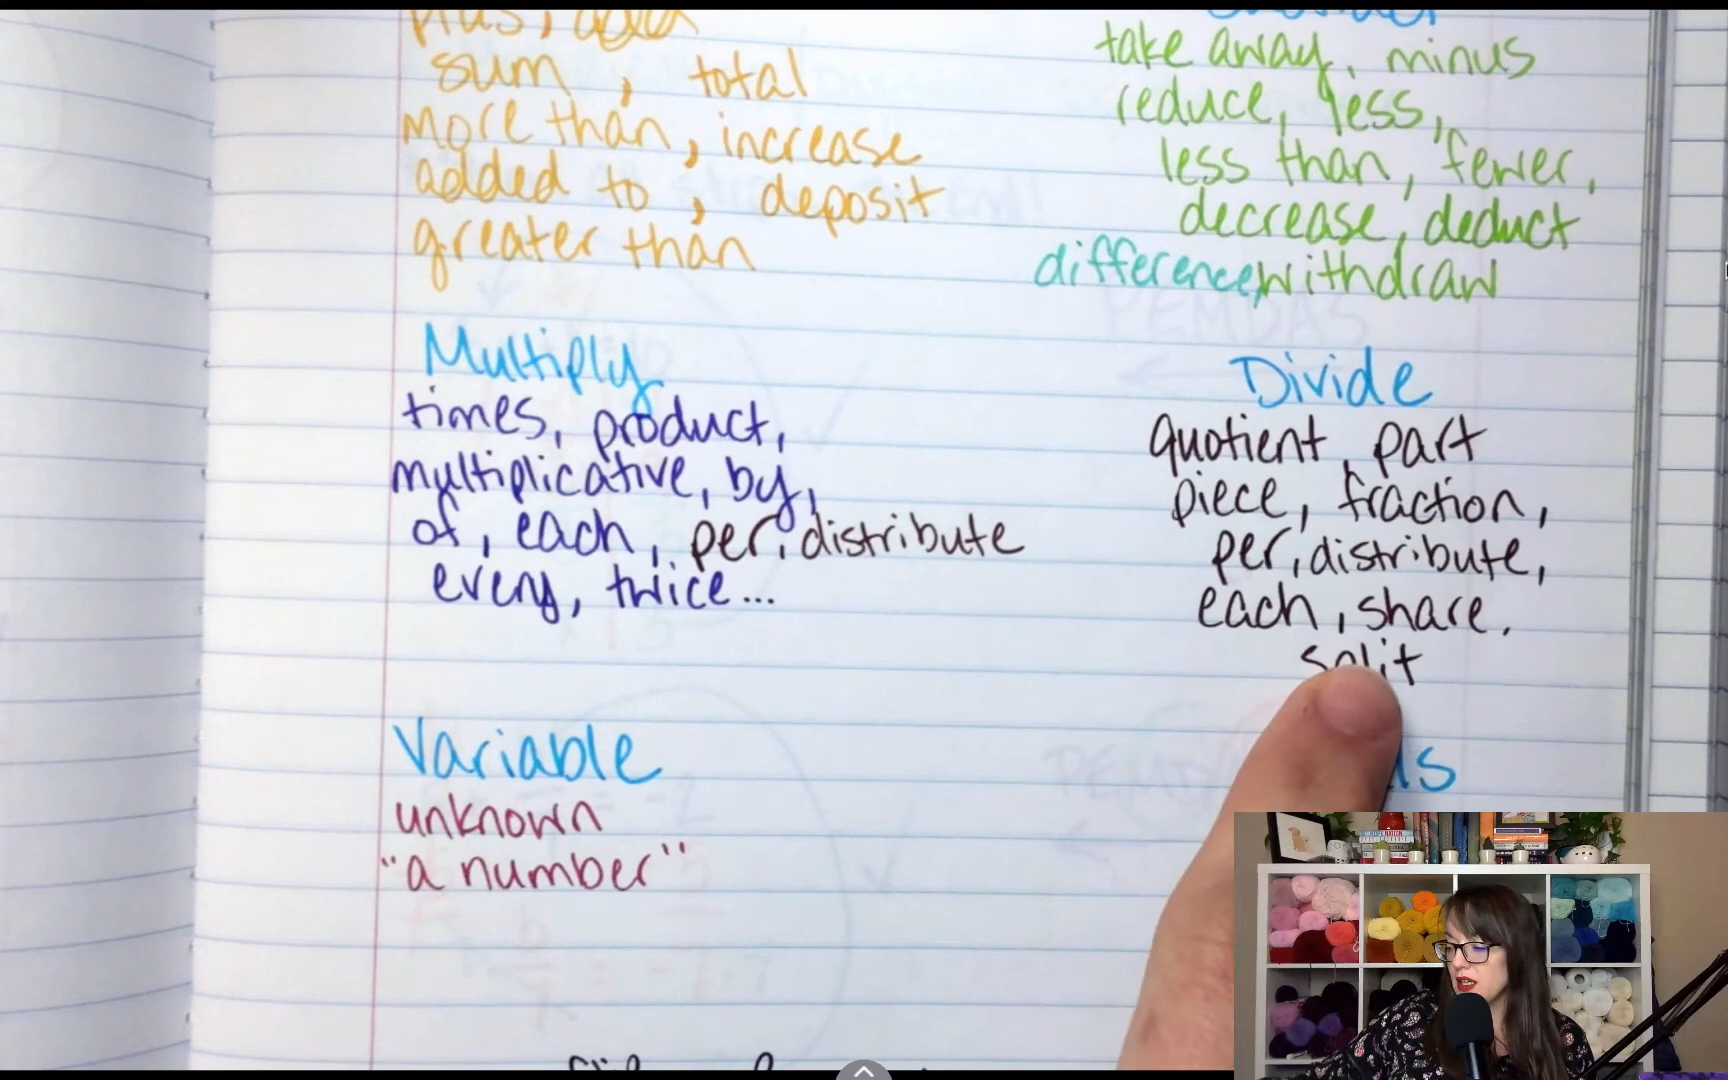 plus, add
sum, total
more than, increase
added to, deposit
greater than
take away, minus
reduce, less,
less than, fewer,
decrease, deduct
difference, withdraw
Multiply
times, product,
multiplicative, by,
of, each, per, distribute
every, twice...
Divide
quotient, part
piece, fraction,
per, distribute,
each, share,
split
Variable
unknown
"a number"